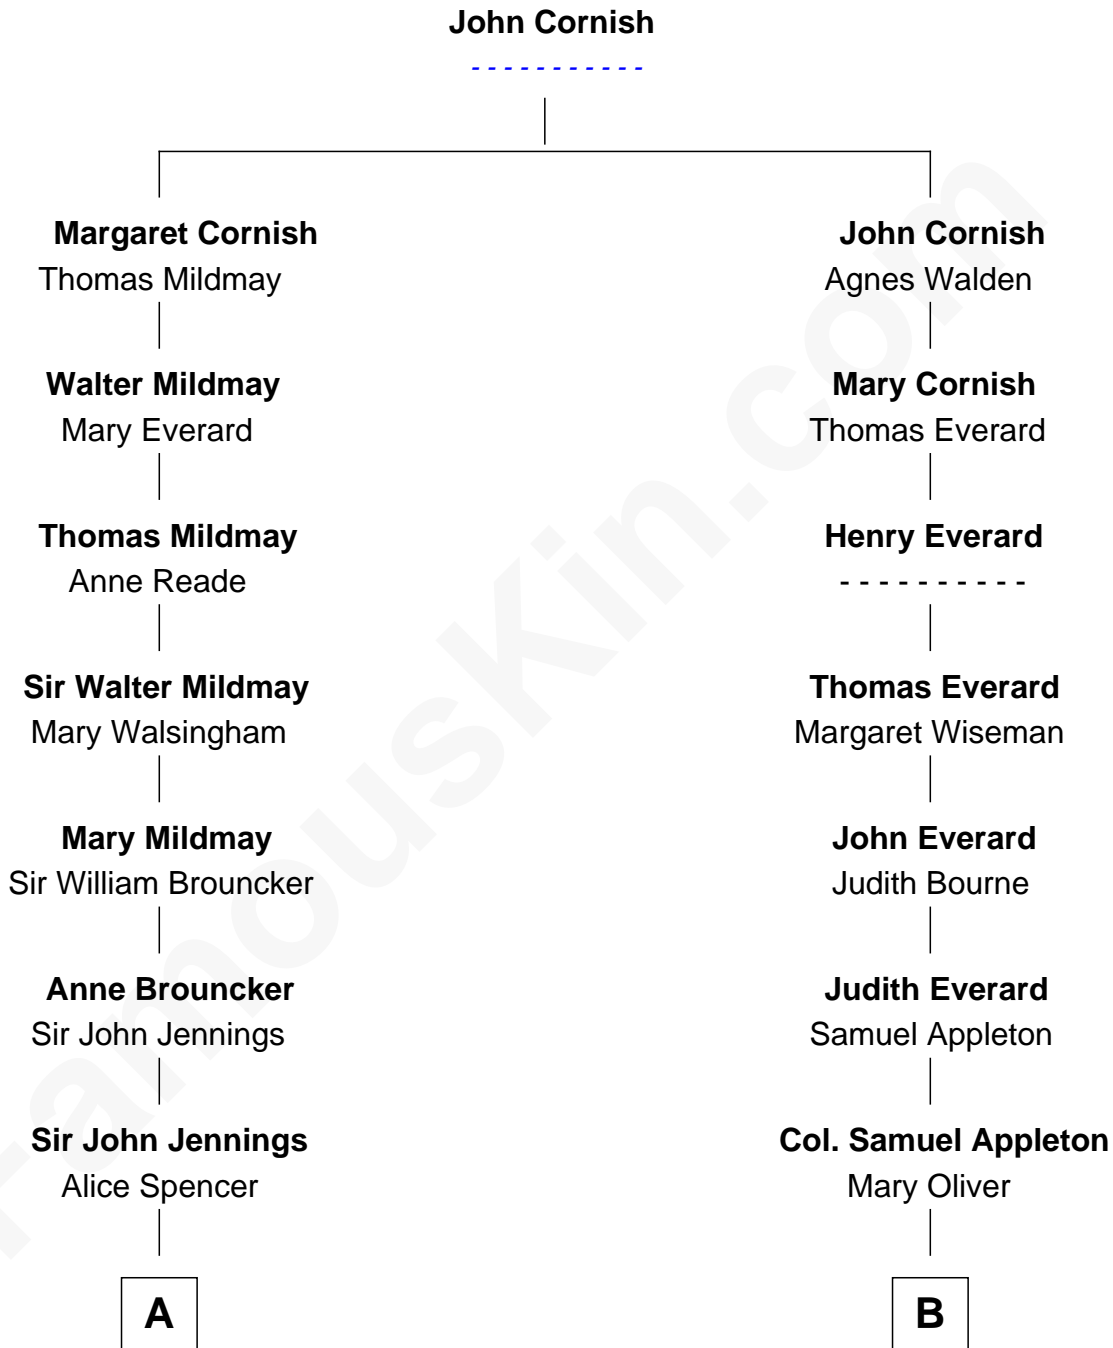 John Cornish
- - - - - - - - - - -
Margaret Cornish
Thomas Mildmay
John Cornish
Agnes Walden
Walter Mildmay
Mary Everard
Mary Cornish
Thomas Everard
Thomas Mildmay
Anne Reade
Henry Everard
- - - - - - - - - -
Sir Walter Mildmay
Mary Walsingham
Thomas Everard
Margaret Wiseman
Mary Mildmay
Sir William Brouncker
John Everard
Judith Bourne
Anne Brouncker
Sir John Jennings
Judith Everard
Samuel Appleton
Sir John Jennings
Alice Spencer
Col. Samuel Appleton
Mary Oliver
A
B
FamousKin.com